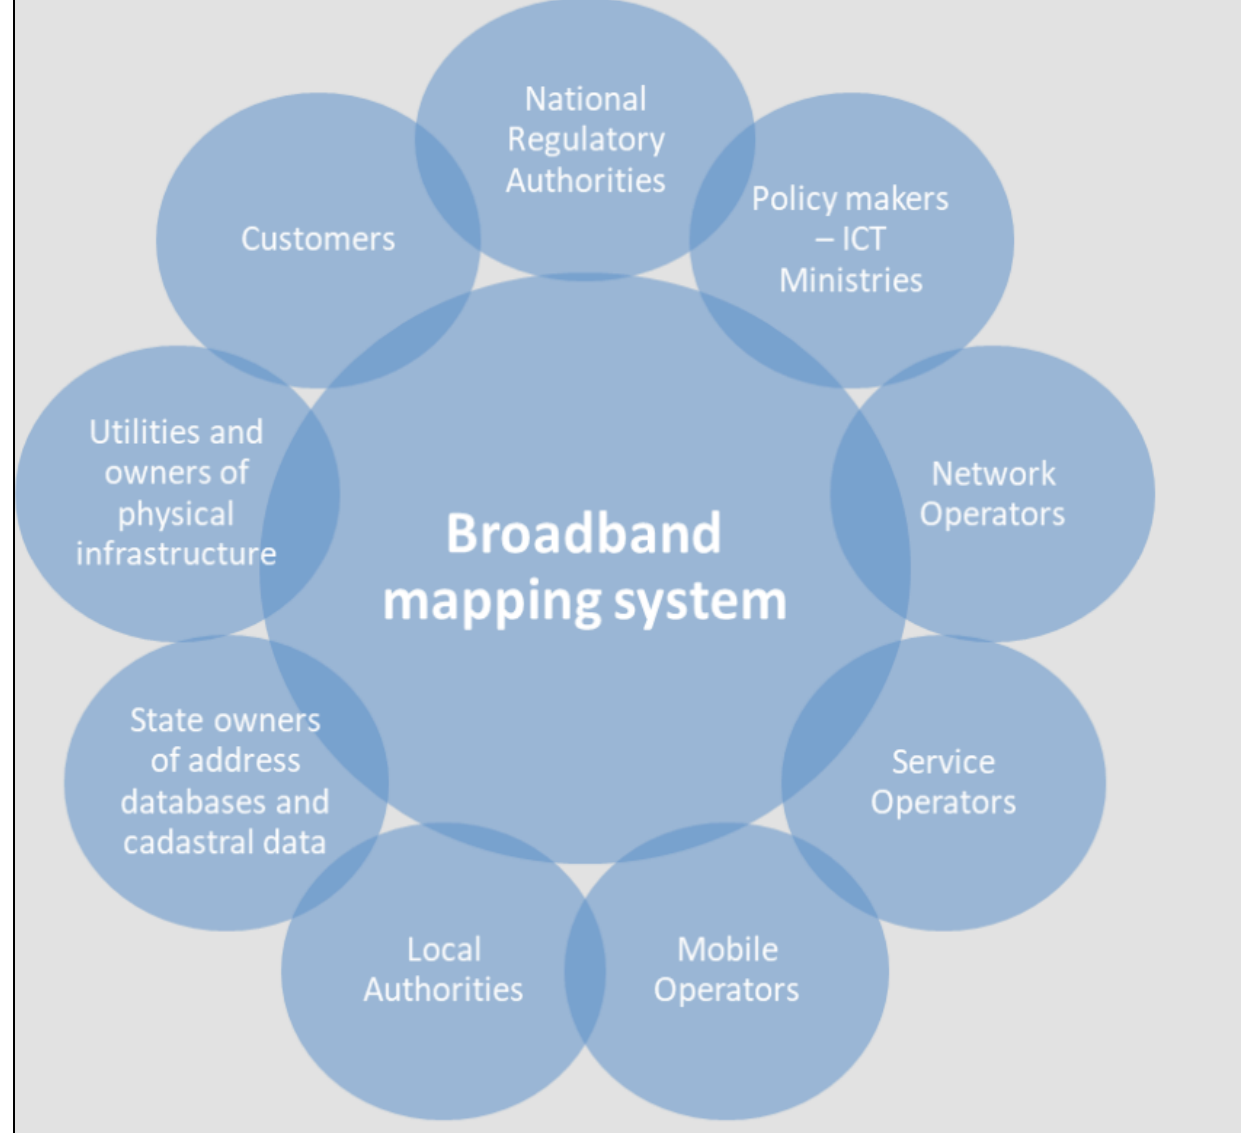 National
Regulatory
Authorities
Policy makers
– ICT
Ministries
Network
Operators
Service
Operators
Mobile
Operators
Local
Authorities
State owners
of address
databases and
cadastral data
Utilities and
owners of
physical
infrastructure
Customers
Broadband
mapping system